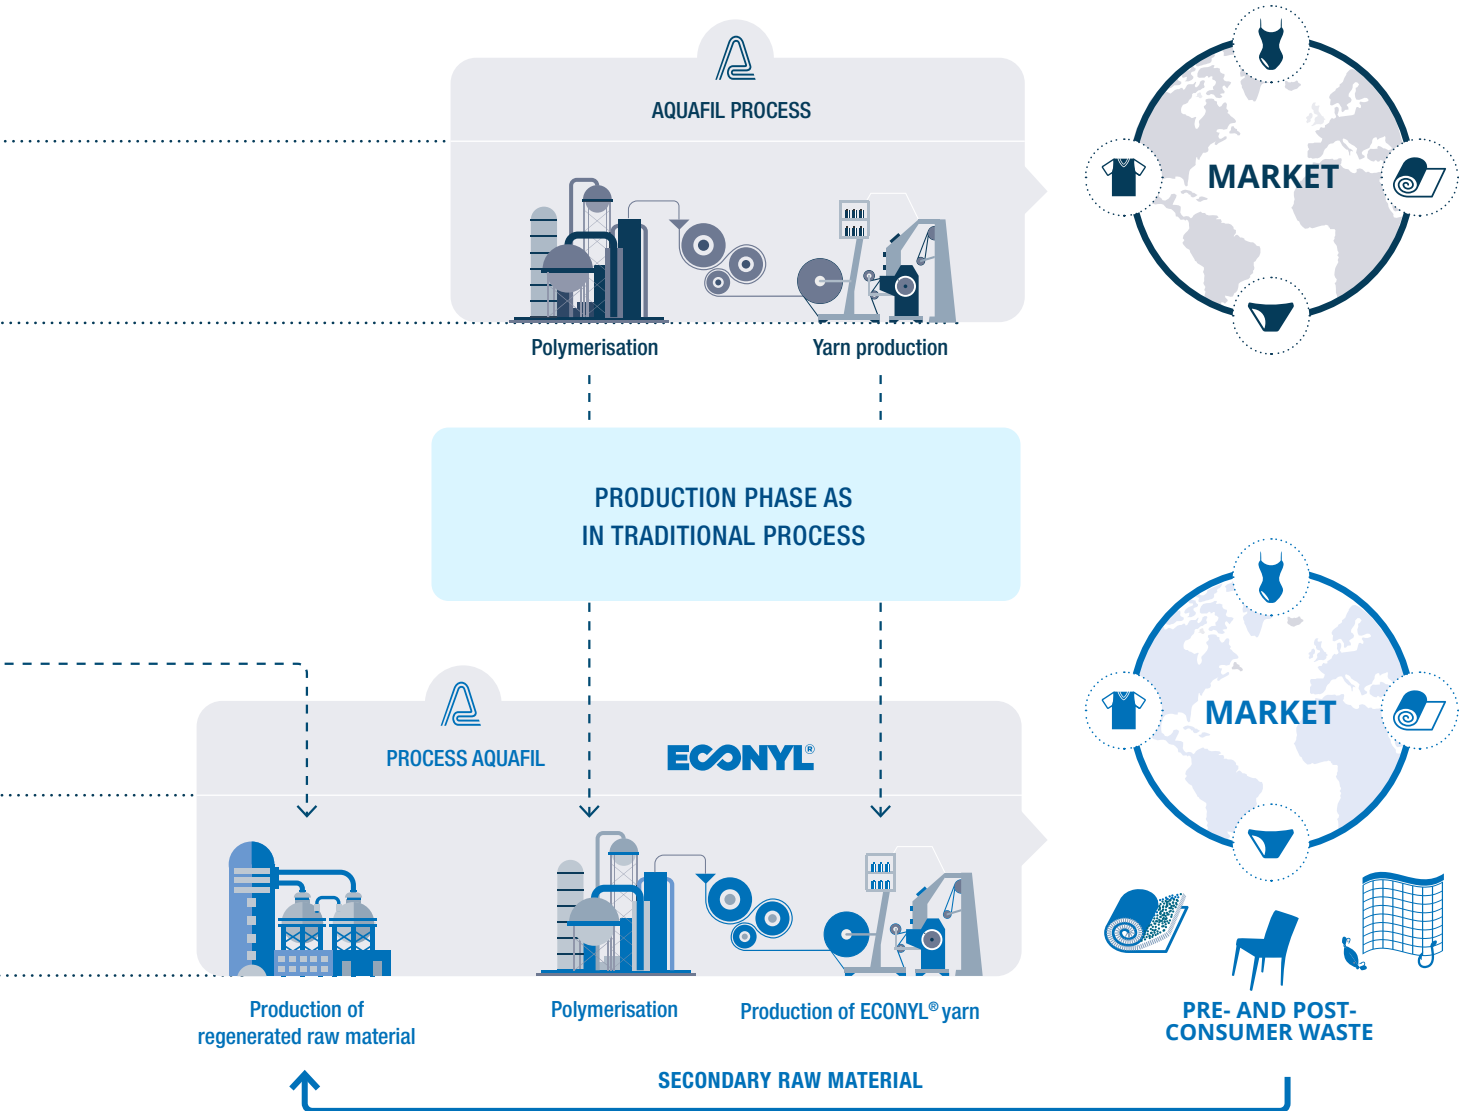 AQUAFIL PROCESS
MARKET
Polymerisation
Yarn production
PRODUCTION PHASE AS
IN TRADITIONAL PROCESS
MARKET
PROCESS AQUAFIL
ECONYL®
Production of
regenerated raw material
Polymerisation
Production of ECONYL® yarn
PRE- AND POST-
CONSUMER WASTE
SECONDARY RAW MATERIAL